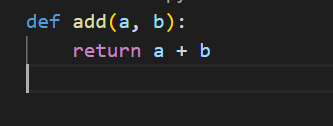 def add(a, b):
    return a + b